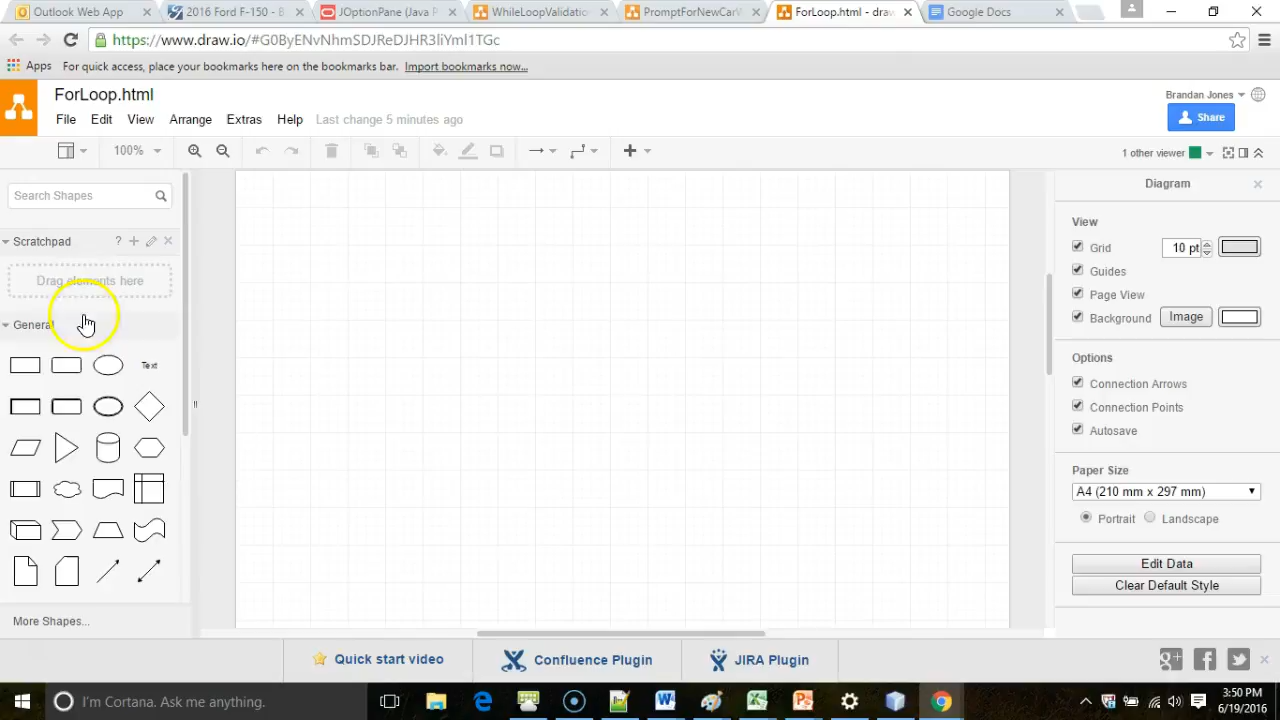 Outlook Web App
2016 Ford F-150 - B
JOptionPane (Java P
WhileLoopValidation
PromptForNewCarW
ForLoop.html - draw
Google Docs
https://www.draw.io/#G0ByENvNhmSDJReDJHR3liYml1TGc
Apps
For quick access, place your bookmarks here on the bookmarks bar.
Import bookmarks now...
ForLoop.html
Brandan Jones
File
Edit
View
Arrange
Extras
Help
Last change 5 minutes ago
Share
100%
1 other viewer
Search Shapes
Diagram
Scratchpad
?
Drag elements here
General
Text
More Shapes...
View
Grid
10 pt
Guides
Page View
Background
Image
Options
Connection Arrows
Connection Points
Autosave
Paper Size
A4 (210 mm x 297 mm)
Portrait
Landscape
Edit Data
Clear Default Style
Quick start video
Confluence Plugin
JIRA Plugin
I'm Cortana. Ask me anything.
3:50 PM
6/19/2016